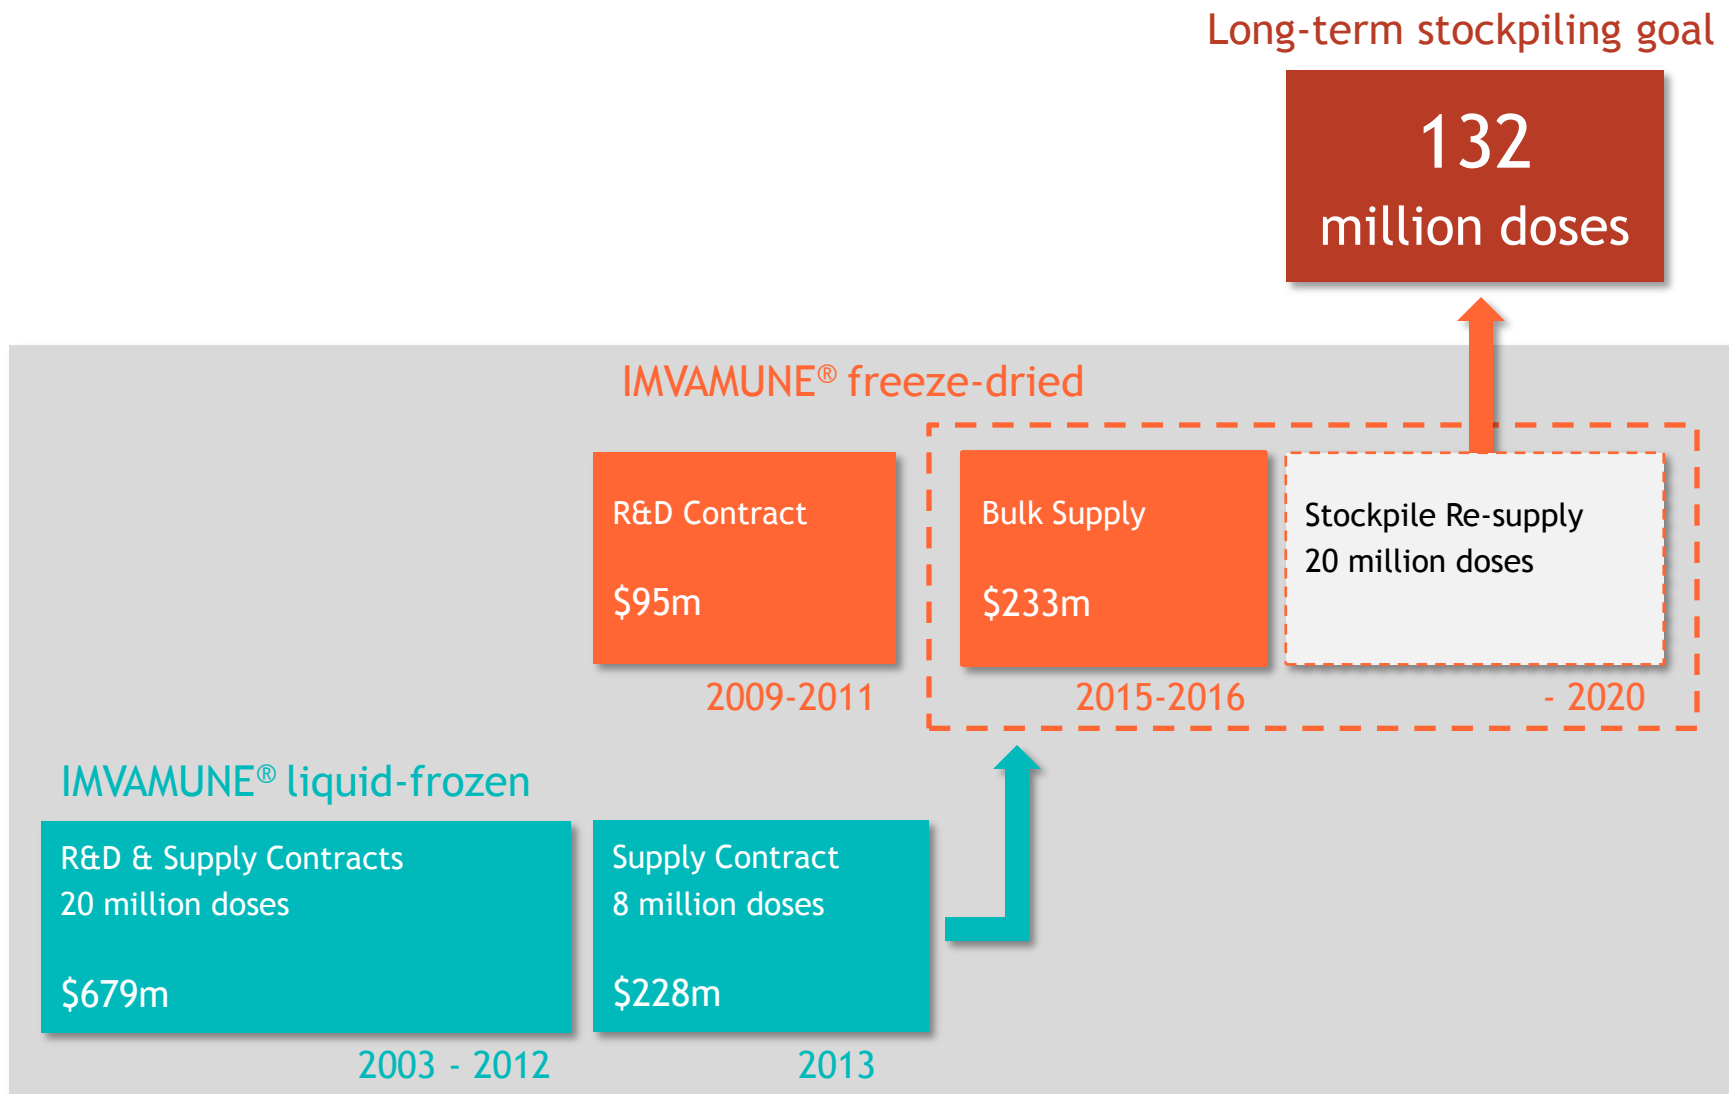 Long-term stockpiling goal
132
million doses
IMVAMUNE® freeze-dried
R&D Contract
$95m
2009-2011
Bulk Supply
$233m
2015-2016
Stockpile Re-supply
20 million doses
- 2020
IMVAMUNE® liquid-frozen
R&D & Supply Contracts
20 million doses
$679m
2003 - 2012
Supply Contract
8 million doses
$228m
2013